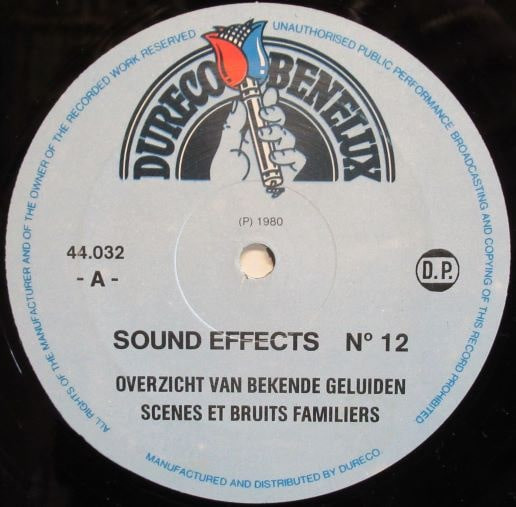 ALL RIGHTS OF THE MANUFACTURER AND OF THE OWNER OF THE RECORDED WORK RESERVED
UNAUTHORISED PUBLIC PERFORMANCE BROADCASTING AND COPYING OF THIS RECORD PROHIBITED
DURECO BENELUX
(P) 1980
44.032
- A -
D.P.
SOUND EFFECTS Nº 12
OVERZICHT VAN BEKENDE GELUIDEN
SCENES ET BRUITS FAMILIERS
MANUFACTURED AND DISTRIBUTED BY DURECO.